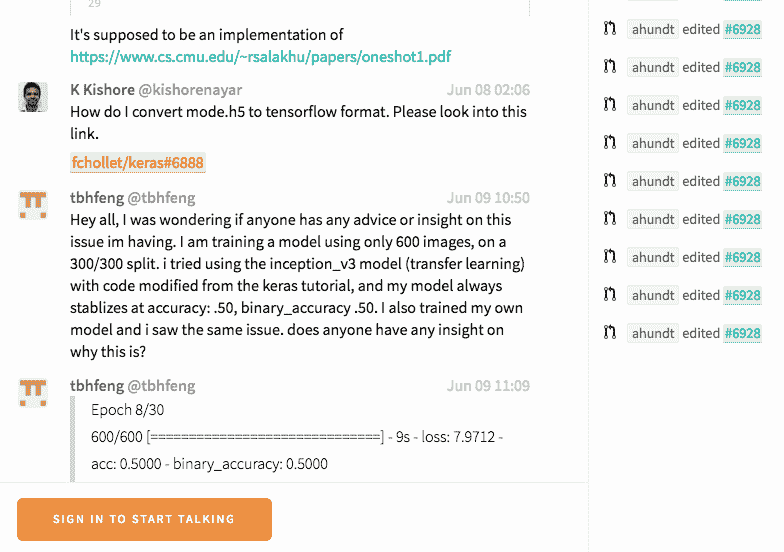 29
It's supposed to be an implementation of
https://www.cs.cmu.edu/~rsalakhu/papers/oneshot1.pdf
K Kishore @kishorenayar Jun 08 02:06
How do I convert mode.h5 to tensorflow format. Please look into this
link.
fchollet/keras#6888
tbhfeng @tbhfeng Jun 09 10:50
Hey all, I was wondering if anyone has any advice or insight on this
issue im having. I am training a model using only 600 images, on a
300/300 split. i tried using the inception_v3 model (transfer learning)
with code modified from the keras tutorial, and my model always
stablizes at accuracy: .50, binary_accuracy .50. I also trained my own
model and i saw the same issue. does anyone have any insight on
why this is?
tbhfeng @tbhfeng Jun 09 11:09
Epoch 8/30
600/600 [==============================] - 9s - loss: 7.9712 -
acc: 0.5000 - binary_accuracy: 0.5000
SIGN IN TO START TALKING
ahundt edited #6928
ahundt edited #6928
ahundt edited #6928
ahundt edited #6928
ahundt edited #6928
ahundt edited #6928
ahundt edited #6928
ahundt edited #6928
ahundt edited #6928